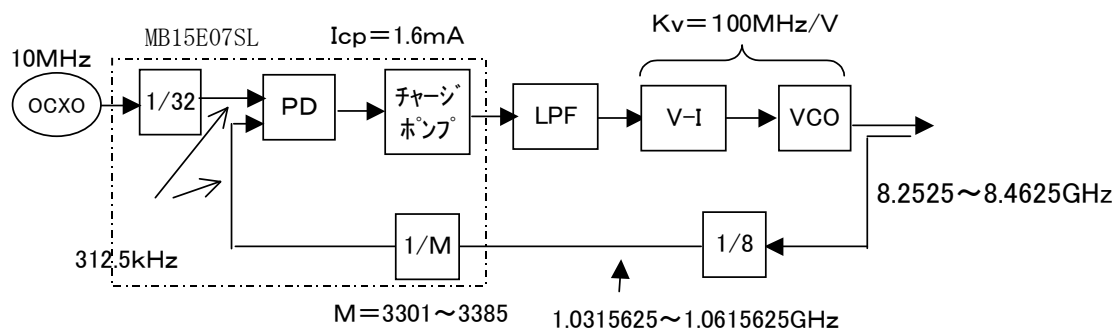 Kv＝100MHz/V
MB15E07SL
Icp＝1.6mA
10MHz
OCXO
1/32
PD
チャージ
ポンプ
LPF
V-I
VCO
8.2525～8.4625GHz
1/M
1/8
312.5kHz
M＝3301～3385
1.0315625～1.0615625GHz